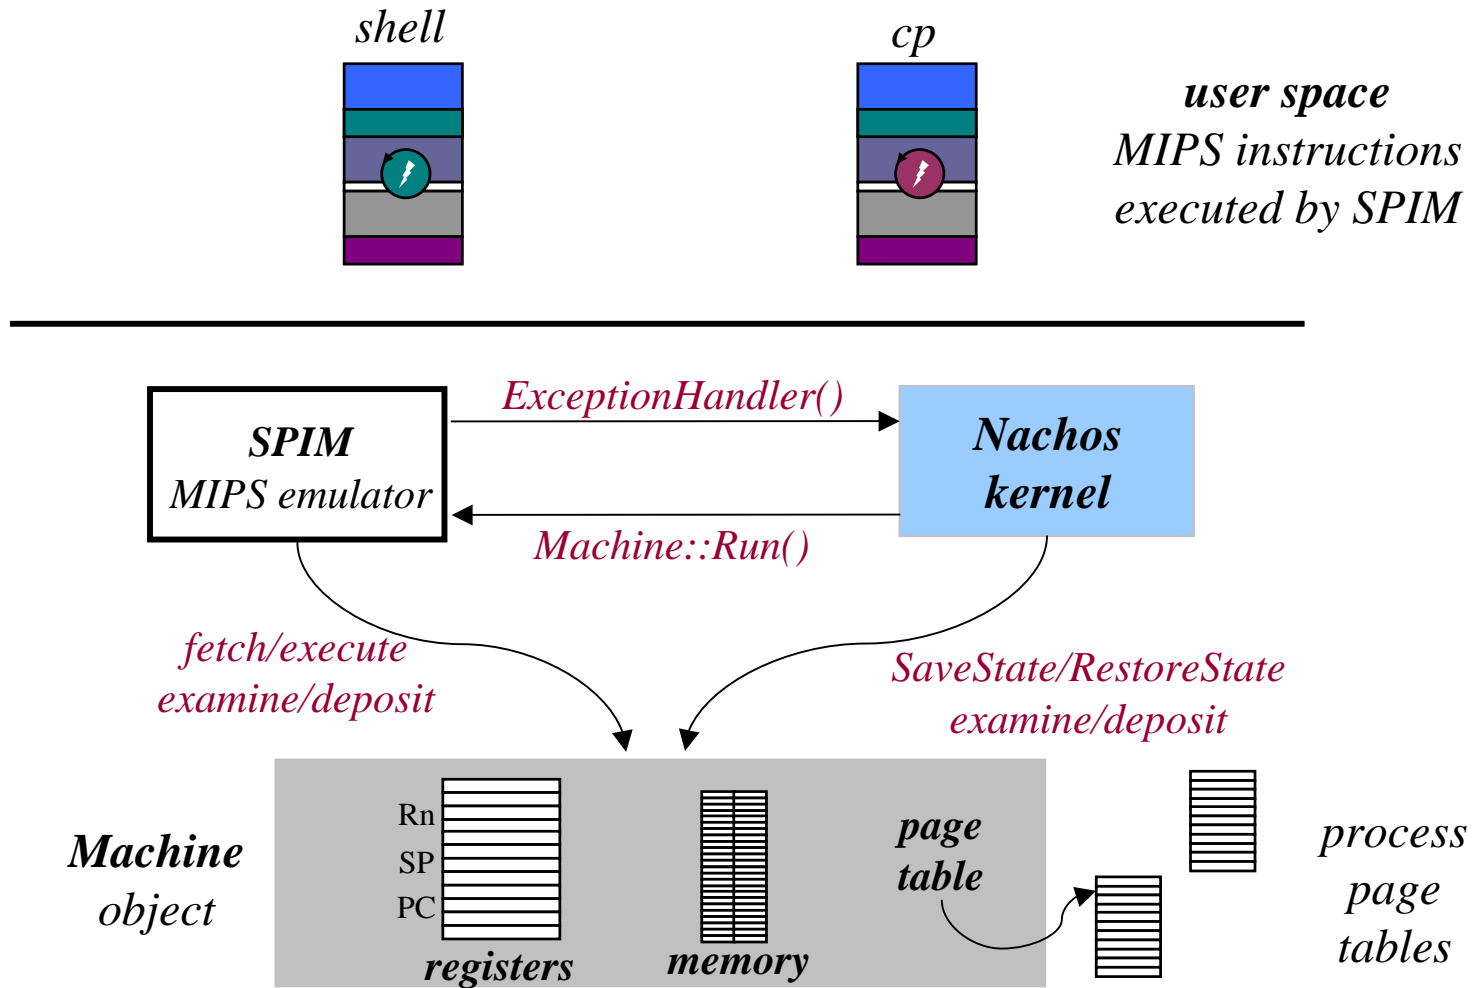 shell
cp
user space
MIPS instructions
executed by SPIM
ExceptionHandler()
SPIM
MIPS emulator
Nachos
kernel
Machine::Run()
fetch/execute
examine/deposit
SaveState/RestoreState
examine/deposit
Machine
object
Rn
SP
PC
registers
memory
page
table
process
page
tables